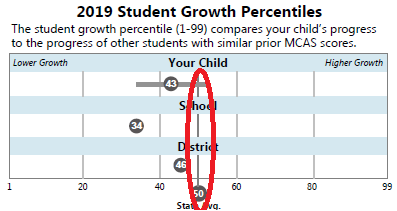 2019 Student Growth Percentiles
The student growth percentile (1-99) compares your child's progress
to the progress of other students with similar prior MCAS scores.
Lower Growth Your Child Higher Growth
43
School
34
District
46
50
1 20 40 60 80 99
State Avg.